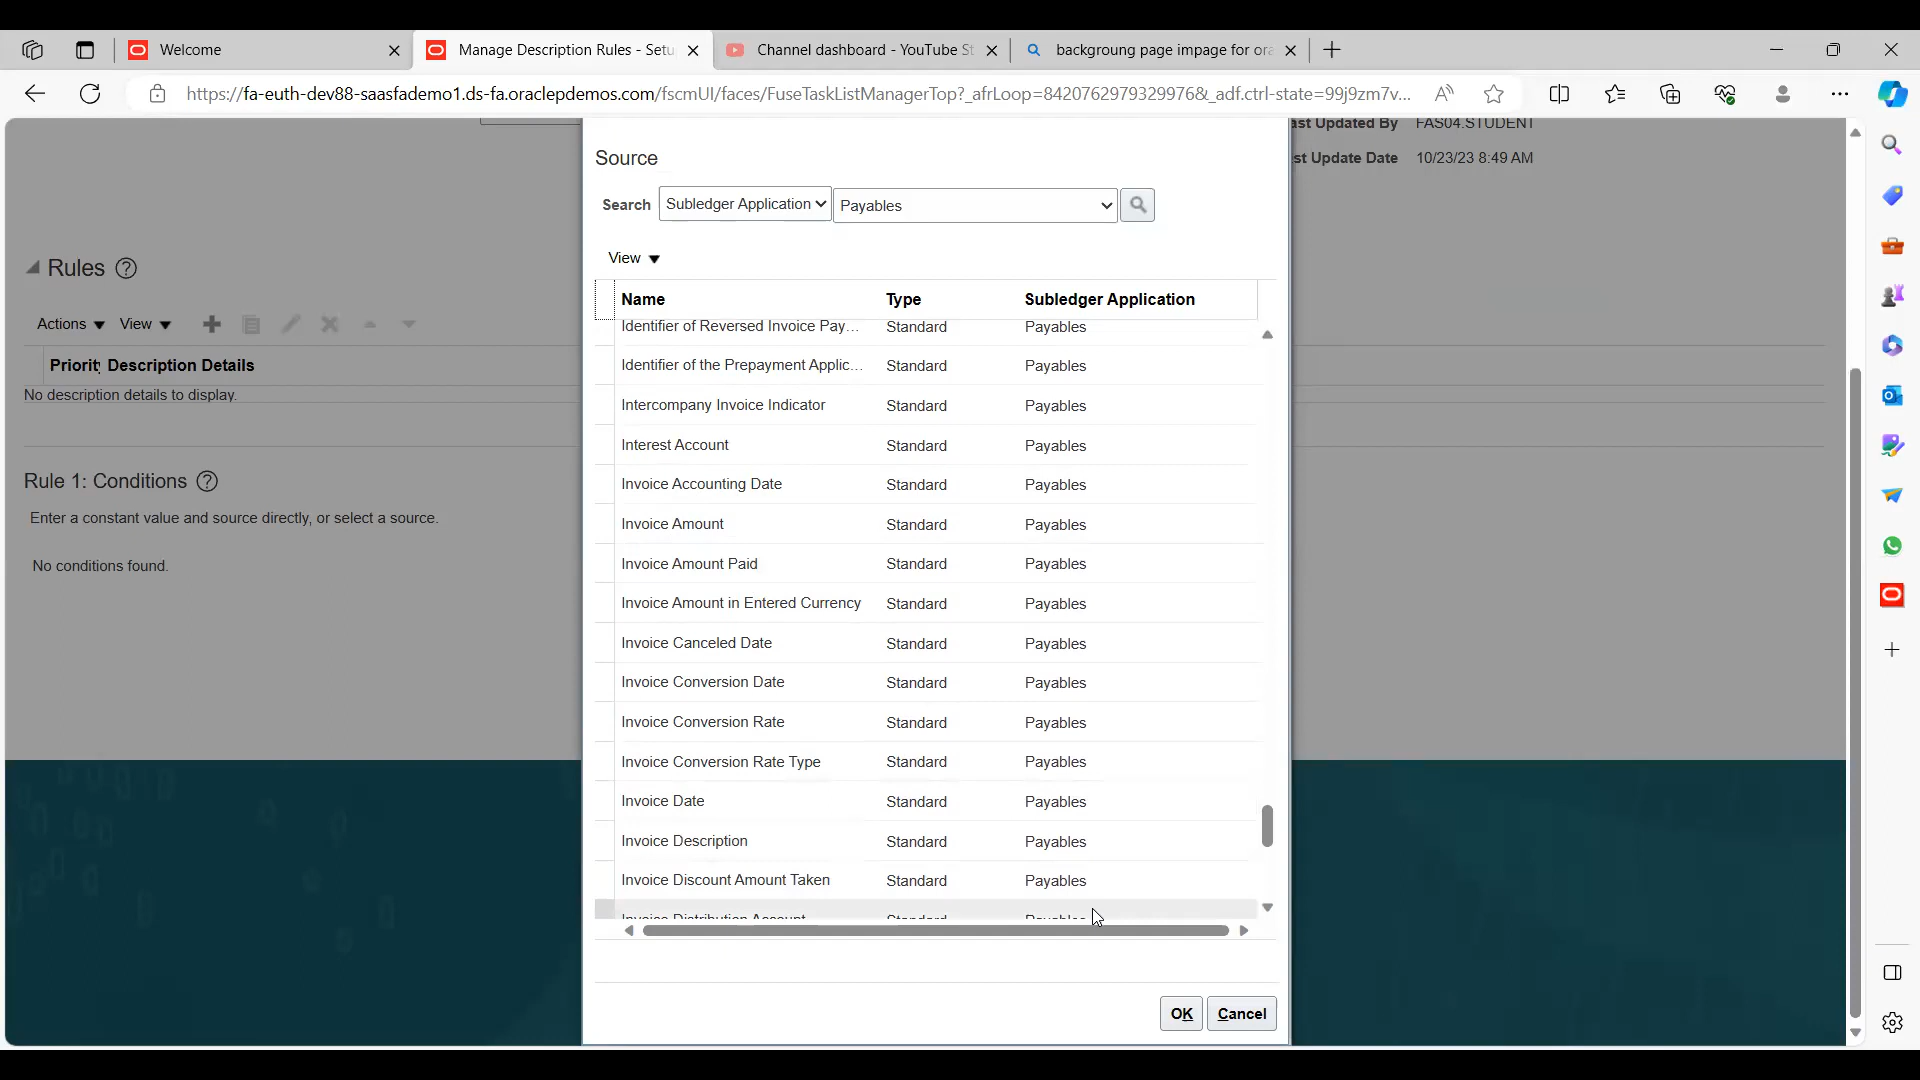 Welcome
Manage Description Rules - Setu
Channel dashboard - YouTube St
backgroung page impage for ora
https://fa-euth-dev88-saasfademo1.ds-fa.oraclepdemos.com/fscmUI/faces/FuseTaskListManagerTop?_afrLoop=8420762979329976&_adf.ctrl-state=99j9zm7v...
ast Updated By FAS04.STUDENT
st Update Date 10/23/23 8:49 AM
Source
Search Subledger Application Payables
View
Name Type Subledger Application
Identifier of Reversed Invoice Pay... Standard Payables
Identifier of the Prepayment Applic... Standard Payables
Intercompany Invoice Indicator Standard Payables
Interest Account Standard Payables
Invoice Accounting Date Standard Payables
Invoice Amount Standard Payables
Invoice Amount Paid Standard Payables
Invoice Amount in Entered Currency Standard Payables
Invoice Canceled Date Standard Payables
Invoice Conversion Date Standard Payables
Invoice Conversion Rate Standard Payables
Invoice Conversion Rate Type Standard Payables
Invoice Date Standard Payables
Invoice Description Standard Payables
Invoice Discount Amount Taken Standard Payables
Invoice Distribution Account Standard Payables
OK Cancel
Rules
Actions View
Priority Description Details
No description details to display.
Rule 1: Conditions
Enter a constant value and source directly, or select a source.
No conditions found.